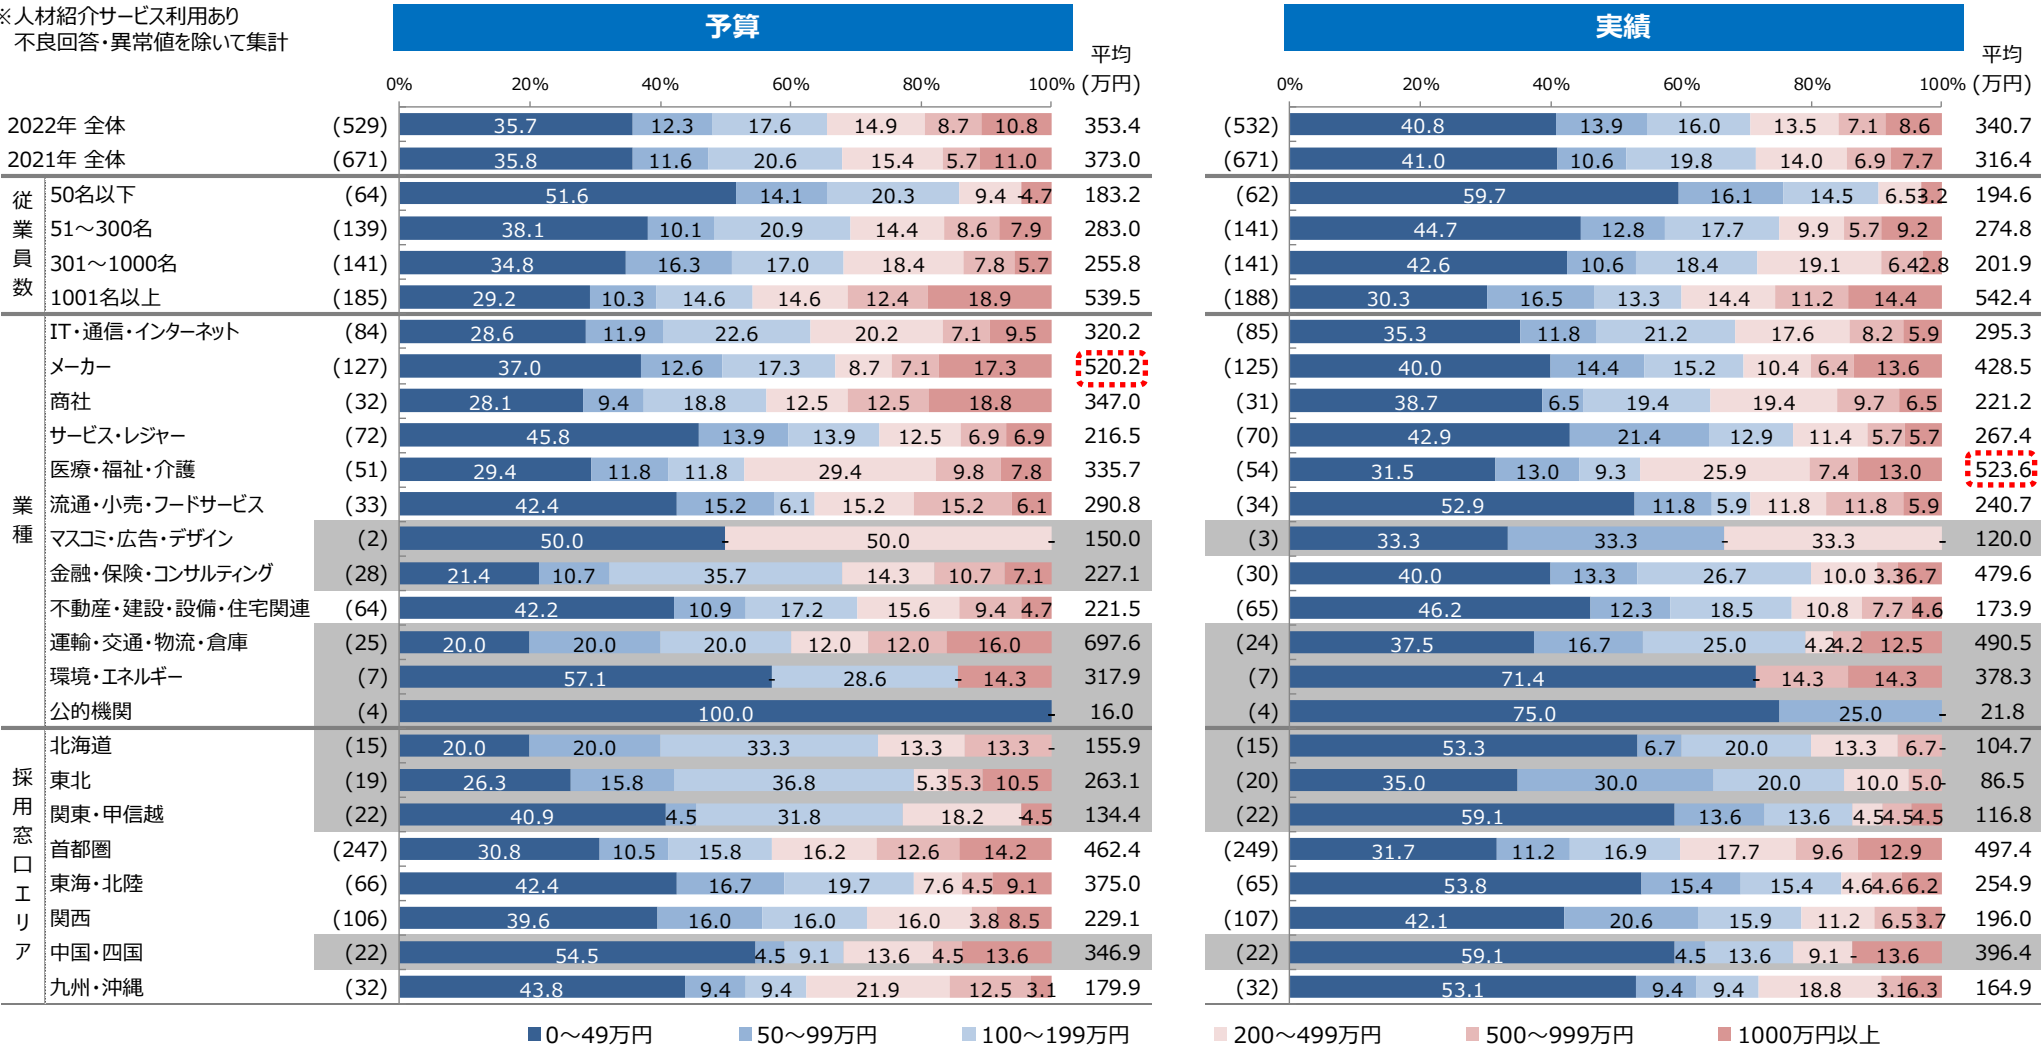 ※人材紹介サービス利用あり
不良回答・異常値を除いて集計
予算 実績
平均 平均
0% 20% 40% 60% 80% 100% (万円) 0% 20% 40% 60% 80% 100% (万円)
2022年 全体 (529) 35.7 12.3 17.6 14.9 8.7 10.8 353.4 (532) 40.8 13.9 16.0 13.5 7.1 8.6 340.7
2021年 全体 (671) 35.8 11.6 20.6 15.4 5.7 11.0 373.0 (671) 41.0 10.6 19.8 14.0 6.9 7.7 316.4
従業員数
50名以下 (64) 51.6 14.1 20.3 9.4 - 4.7 183.2 (62) 59.7 16.1 14.5 6.5 3.2 194.6
51～300名 (139) 38.1 10.1 20.9 14.4 8.6 7.9 283.0 (141) 44.7 12.8 17.7 9.9 5.7 9.2 274.8
301～1000名 (141) 34.8 16.3 17.0 18.4 7.8 5.7 255.8 (141) 42.6 10.6 18.4 19.1 6.4 2.8 201.9
1001名以上 (185) 29.2 10.3 14.6 14.6 12.4 18.9 539.5 (188) 30.3 16.5 13.3 14.4 11.2 14.4 542.4
業種
IT・通信・インターネット (84) 28.6 11.9 22.6 20.2 7.1 9.5 320.2 (85) 35.3 11.8 21.2 17.6 8.2 5.9 295.3
メーカー (127) 37.0 12.6 17.3 8.7 7.1 17.3 520.2 (125) 40.0 14.4 15.2 10.4 6.4 13.6 428.5
商社 (32) 28.1 9.4 18.8 12.5 12.5 18.8 347.0 (31) 38.7 6.5 19.4 19.4 9.7 6.5 221.2
サービス・レジャー (72) 45.8 13.9 13.9 12.5 6.9 6.9 216.5 (70) 42.9 21.4 12.9 11.4 5.7 5.7 267.4
医療・福祉・介護 (51) 29.4 11.8 11.8 29.4 9.8 7.8 335.7 (54) 31.5 13.0 9.3 25.9 7.4 13.0 523.6
流通・小売・フードサービス (33) 42.4 15.2 6.1 15.2 15.2 6.1 290.8 (34) 52.9 11.8 5.9 11.8 11.8 5.9 240.7
マスコミ・広告・デザイン (2) 50.0 - 50.0 - 150.0 (3) 33.3 33.3 - 33.3 - 120.0
金融・保険・コンサルティング (28) 21.4 10.7 35.7 14.3 10.7 7.1 227.1 (30) 40.0 13.3 26.7 10.0 3.3 6.7 479.6
不動産・建設・設備・住宅関連 (64) 42.2 10.9 17.2 15.6 9.4 4.7 221.5 (65) 46.2 12.3 18.5 10.8 7.7 4.6 173.9
運輸・交通・物流・倉庫 (25) 20.0 20.0 20.0 12.0 12.0 16.0 697.6 (24) 37.5 16.7 25.0 4.2 4.2 12.5 490.5
環境・エネルギー (7) 57.1 - 28.6 - 14.3 317.9 (7) 71.4 - 14.3 14.3 378.3
公的機関 (4) 100.0 - 16.0 (4) 75.0 25.0 - 21.8
採用窓口エリア
北海道 (15) 20.0 20.0 33.3 13.3 13.3 - 155.9 (15) 53.3 6.7 20.0 13.3 6.7 - 104.7
東北 (19) 26.3 15.8 36.8 5.3 5.3 10.5 263.1 (20) 35.0 30.0 20.0 10.0 5.0 - 86.5
関東・甲信越 (22) 40.9 4.5 31.8 18.2 - 4.5 134.4 (22) 59.1 13.6 13.6 4.5 4.5 4.5 116.8
首都圏 (247) 30.8 10.5 15.8 16.2 12.6 14.2 462.4 (249) 31.7 11.2 16.9 17.7 9.6 12.9 497.4
東海・北陸 (66) 42.4 16.7 19.7 7.6 4.5 9.1 375.0 (65) 53.8 15.4 15.4 4.6 4.6 6.2 254.9
関西 (106) 39.6 16.0 16.0 16.0 3.8 8.5 229.1 (107) 42.1 20.6 15.9 11.2 6.5 3.7 196.0
中国・四国 (22) 54.5 4.5 9.1 13.6 4.5 13.6 346.9 (22) 59.1 4.5 13.6 9.1 - 13.6 396.4
九州・沖縄 (32) 43.8 9.4 9.4 21.9 12.5 3.1 179.9 (32) 53.1 9.4 9.4 18.8 3.1 6.3 164.9
0～49万円 50～99万円 100～199万円 200～499万円 500～999万円 1000万円以上